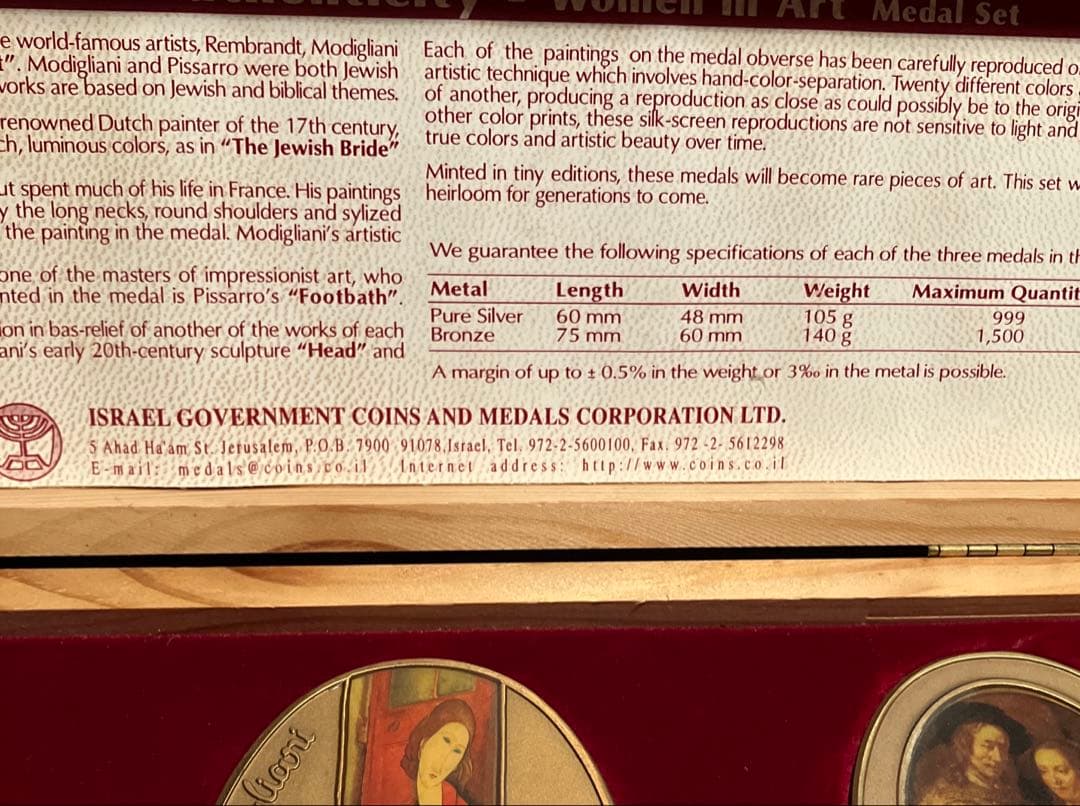 Women in Art Medal Set
e world-famous artists, Rembrandt, Modigliani
t". Modigliani and Pissarro were both Jewish
vorks are based on Jewish and biblical themes.
renowned Dutch painter of the 17th century,
ch, luminous colors, as in "The Jewish Bride"
ut spent much of his life in France. His paintings
y the long necks, round shoulders and sylized
the painting in the medal. Modigliani's artistic
one of the masters of impressionist art, who
nted in the medal is Pissarro's "Footbath".
ion in bas-relief of another of the works of each
ani's early 20th-century sculpture "Head" and
Each of the paintings on the medal obverse has been carefully reproduced o
artistic technique which involves hand-color-separation. Twenty different colors
of another, producing a reproduction as close as could possibly be to the origi
other color prints, these silk-screen reproductions are not sensitive to light and
true colors and artistic beauty over time.
Minted in tiny editions, these medals will become rare pieces of art. This set w
heirloom for generations to come.
We guarantee the following specifications of each of the three medals in th
Metal Length Width Weight Maximum Quantit
Pure Silver 60 mm 48 mm 105 g 999
Bronze 75 mm 60 mm 140 g 1,500
A margin of up to ± 0.5% in the weight or 3‰ in the metal is possible.
ISRAEL GOVERNMENT COINS AND MEDALS CORPORATION LTD.
5 Ahad Ha'am St. Jerusalem, P.O.B. 7900 91078,Israel, Tel. 972-2-5600100, Fax. 972 -2- 5612298
E-mail: medals@coins.co.il Internet address: http://www.coins.co.il
liani